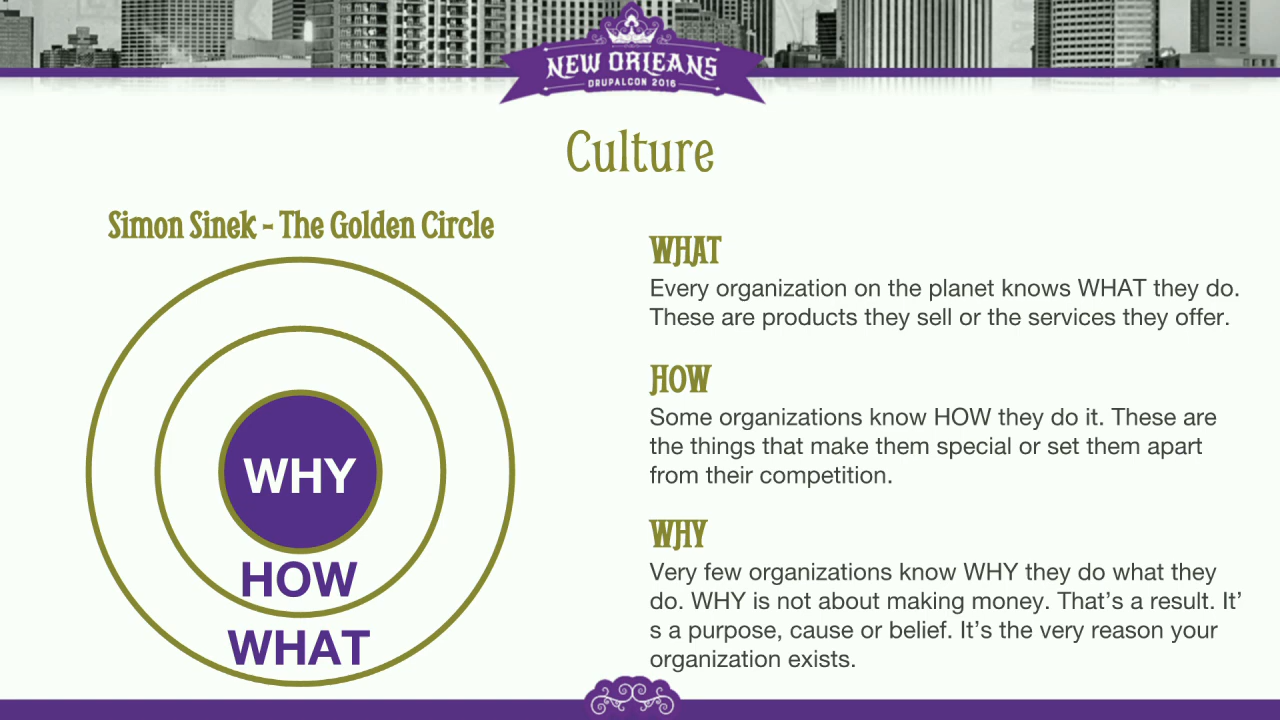 NEW ORLEANS
DRUPALCON 2016
Culture
Simon Sinek - The Golden Circle
WHY
HOW
WHAT
WHAT
Every organization on the planet knows WHAT they do.
These are products they sell or the services they offer.
HOW
Some organizations know HOW they do it. These are
the things that make them special or set them apart
from their competition.
WHY
Very few organizations know WHY they do what they
do. WHY is not about making money. That’s a result. It’
s a purpose, cause or belief. It’s the very reason your
organization exists.